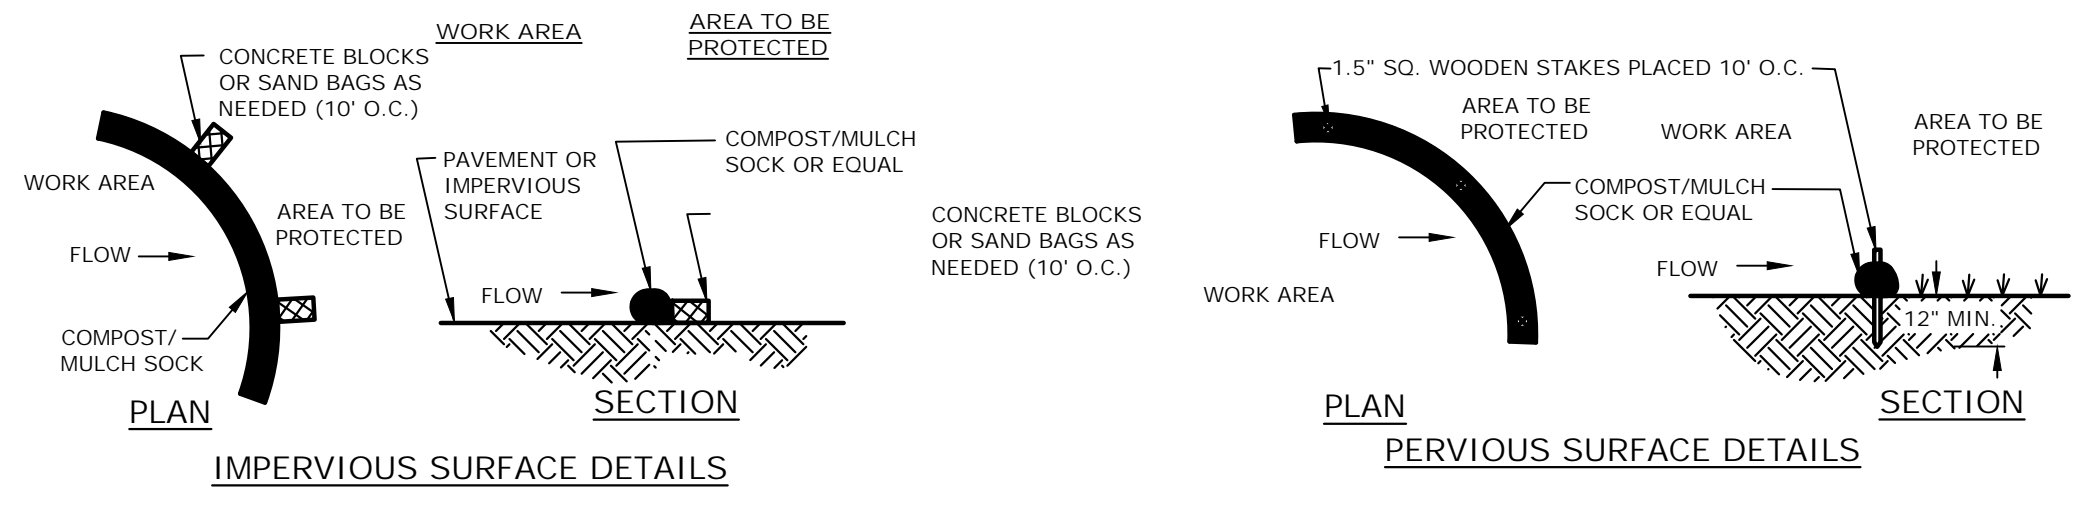 WORK AREA
AREA TO BE
PROTECTED
CONCRETE BLOCKS
OR SAND BAGS AS
NEEDED (10' O.C.)
WORK AREA
AREA TO BE
PROTECTED
FLOW
COMPOST/
MULCH SOCK
PLAN
PAVEMENT OR
IMPERVIOUS
SURFACE
COMPOST/MULCH
SOCK OR EQUAL
CONCRETE BLOCKS
OR SAND BAGS AS
NEEDED (10' O.C.)
FLOW
SECTION
IMPERVIOUS SURFACE DETAILS
1.5" SQ. WOODEN STAKES PLACED 10' O.C.
AREA TO BE
PROTECTED
WORK AREA
AREA TO BE
PROTECTED
COMPOST/MULCH
SOCK OR EQUAL
FLOW
WORK AREA
FLOW
12" MIN.
PLAN
SECTION
PERVIOUS SURFACE DETAILS